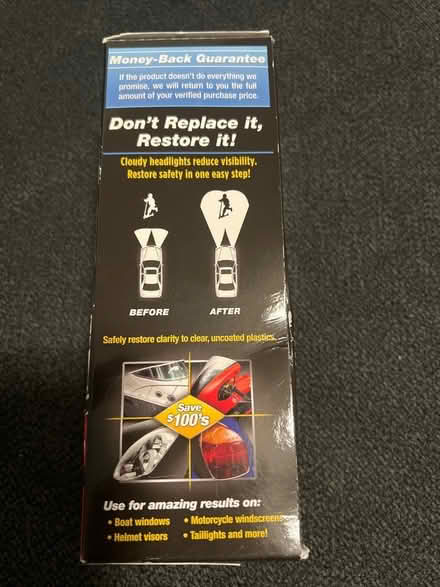 Money-Back Guarantee
If the product doesn't do everything we
promise, we will return to you the full
amount of your verified purchase price.
Don't Replace it,
Restore it!
Cloudy headlights reduce visibility.
Restore safety in one easy step!
BEFORE
AFTER
Safely restore clarity to clear, uncoated plastics.
Save
$100's
Use for amazing results on:
• Boat windows
• Motorcycle windscreens
• Helmet visors
• Taillights and more!